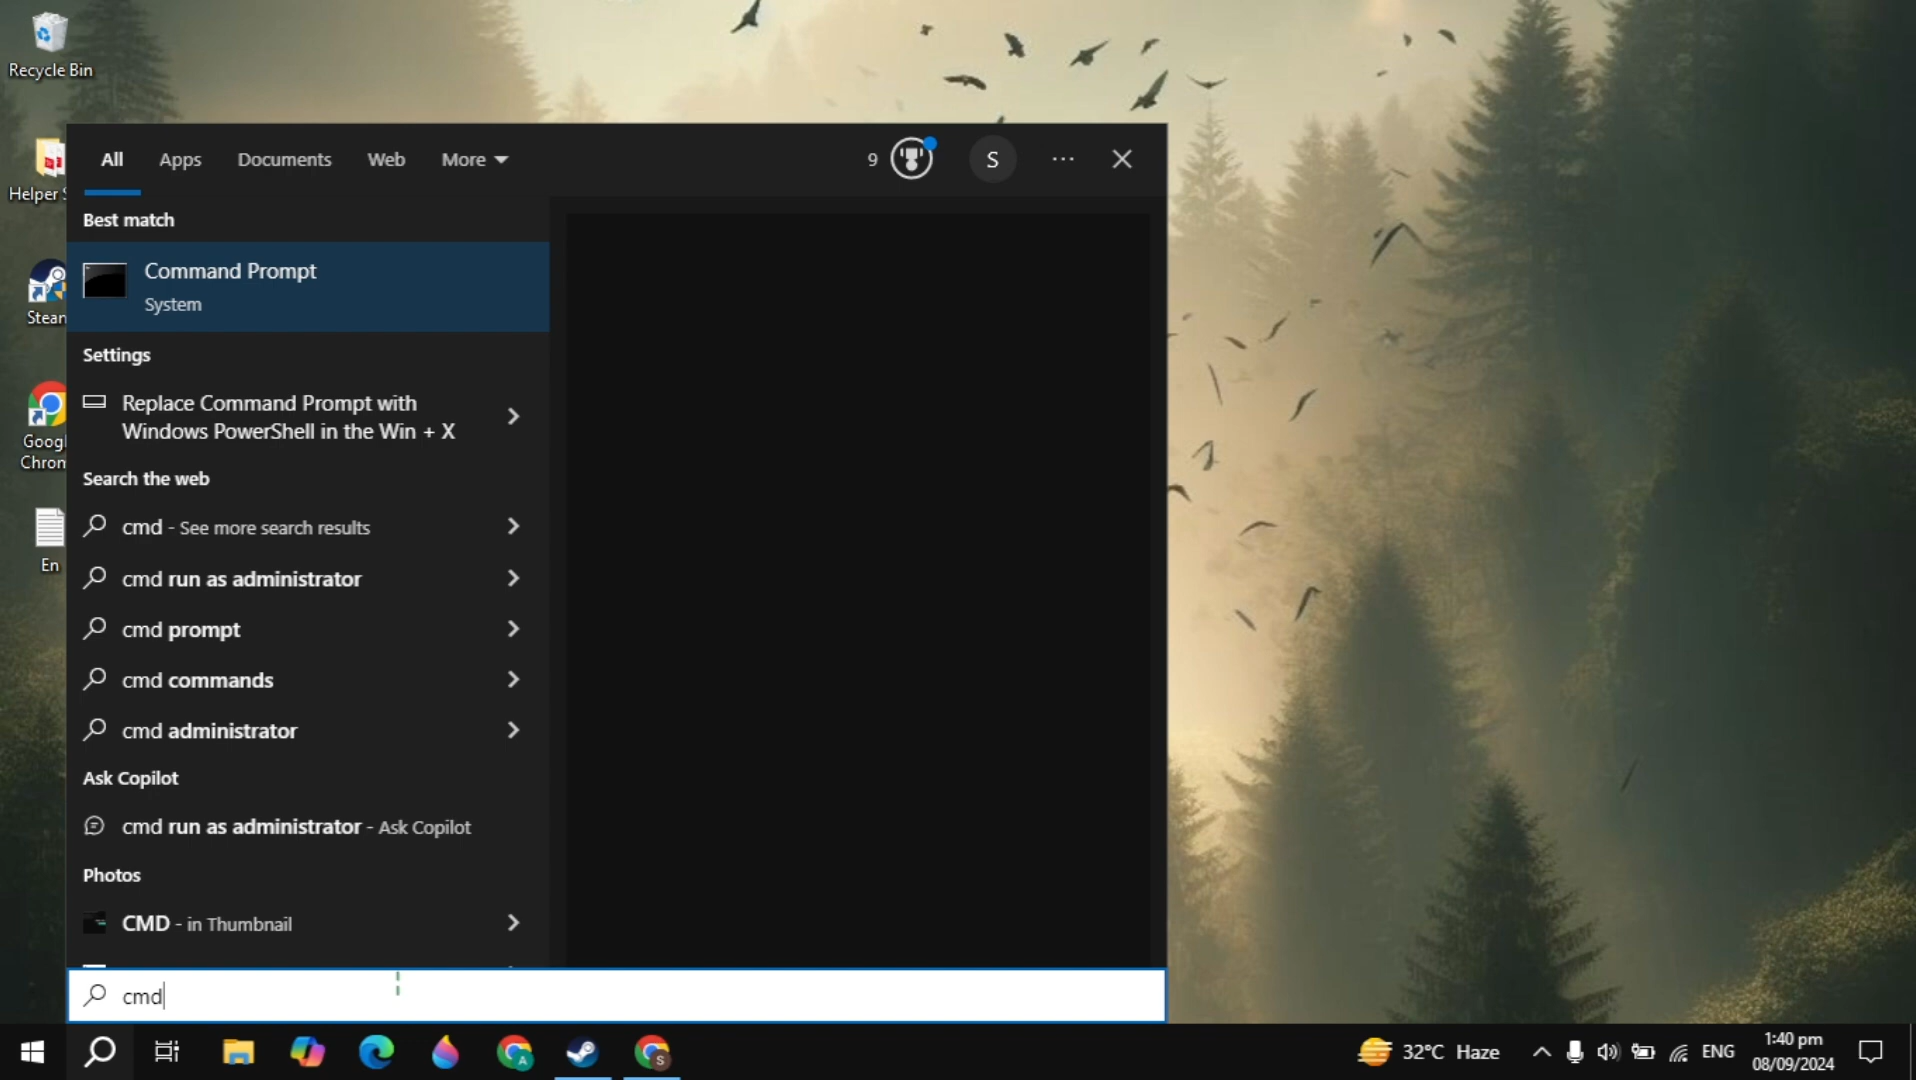 Recycle Bin
Helper S
Stean
Googl
Chrom
En
All
Apps
Documents
Web
More
9
S
Best match
Command Prompt
System
Settings
Replace Command Prompt with
Windows PowerShell in the Win + X
Search the web
cmd - See more search results
cmd run as administrator
cmd prompt
cmd commands
cmd administrator
Ask Copilot
cmd run as administrator - Ask Copilot
Photos
CMD - in Thumbnail
cmd
A
S
32°C Haze
ENG
1:40 pm
08/09/2024